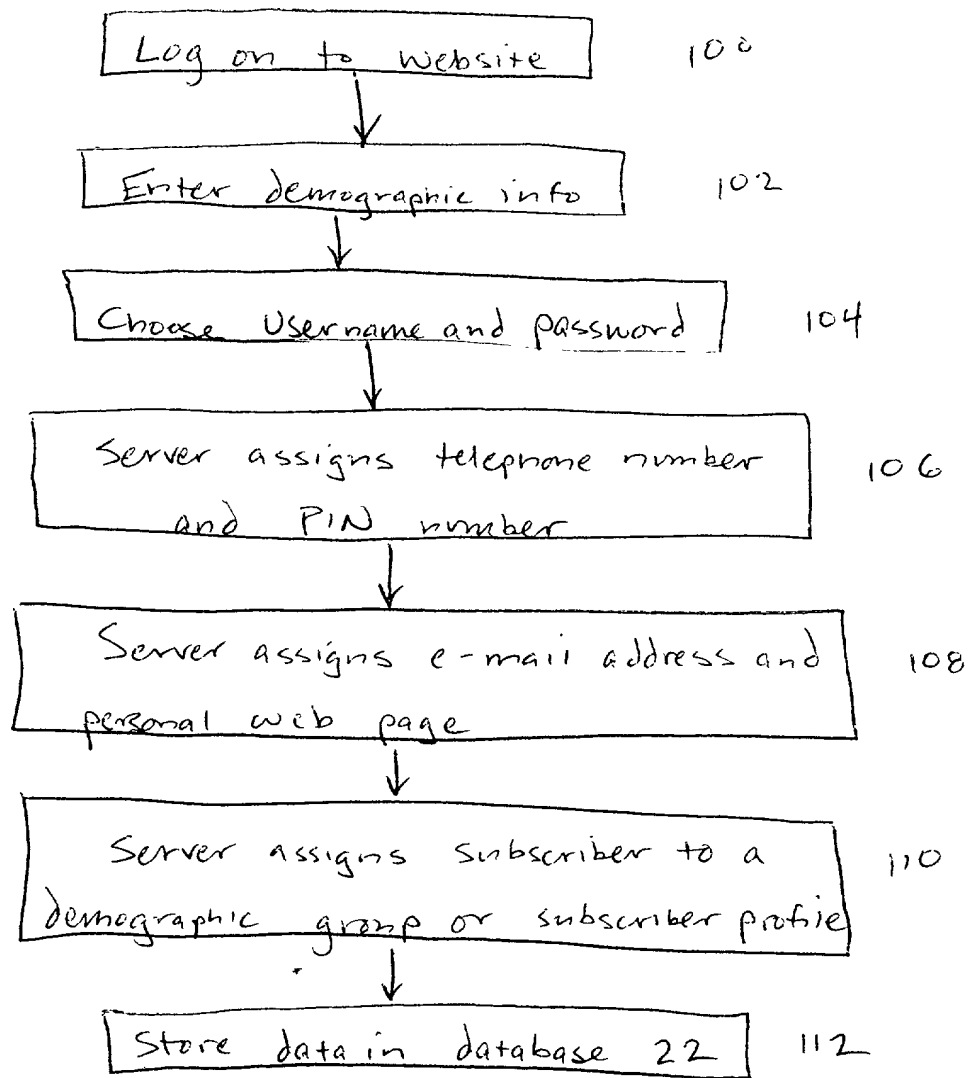 Log on to website 100
Enter demographic info 102
Choose Username and password 104
Server assigns telephone number 106
and PIN number
Server assigns e-mail address and 108
personal web page
Server assigns subscriber to a 110
demographic group or subscriber profile
Store data in database 22 112